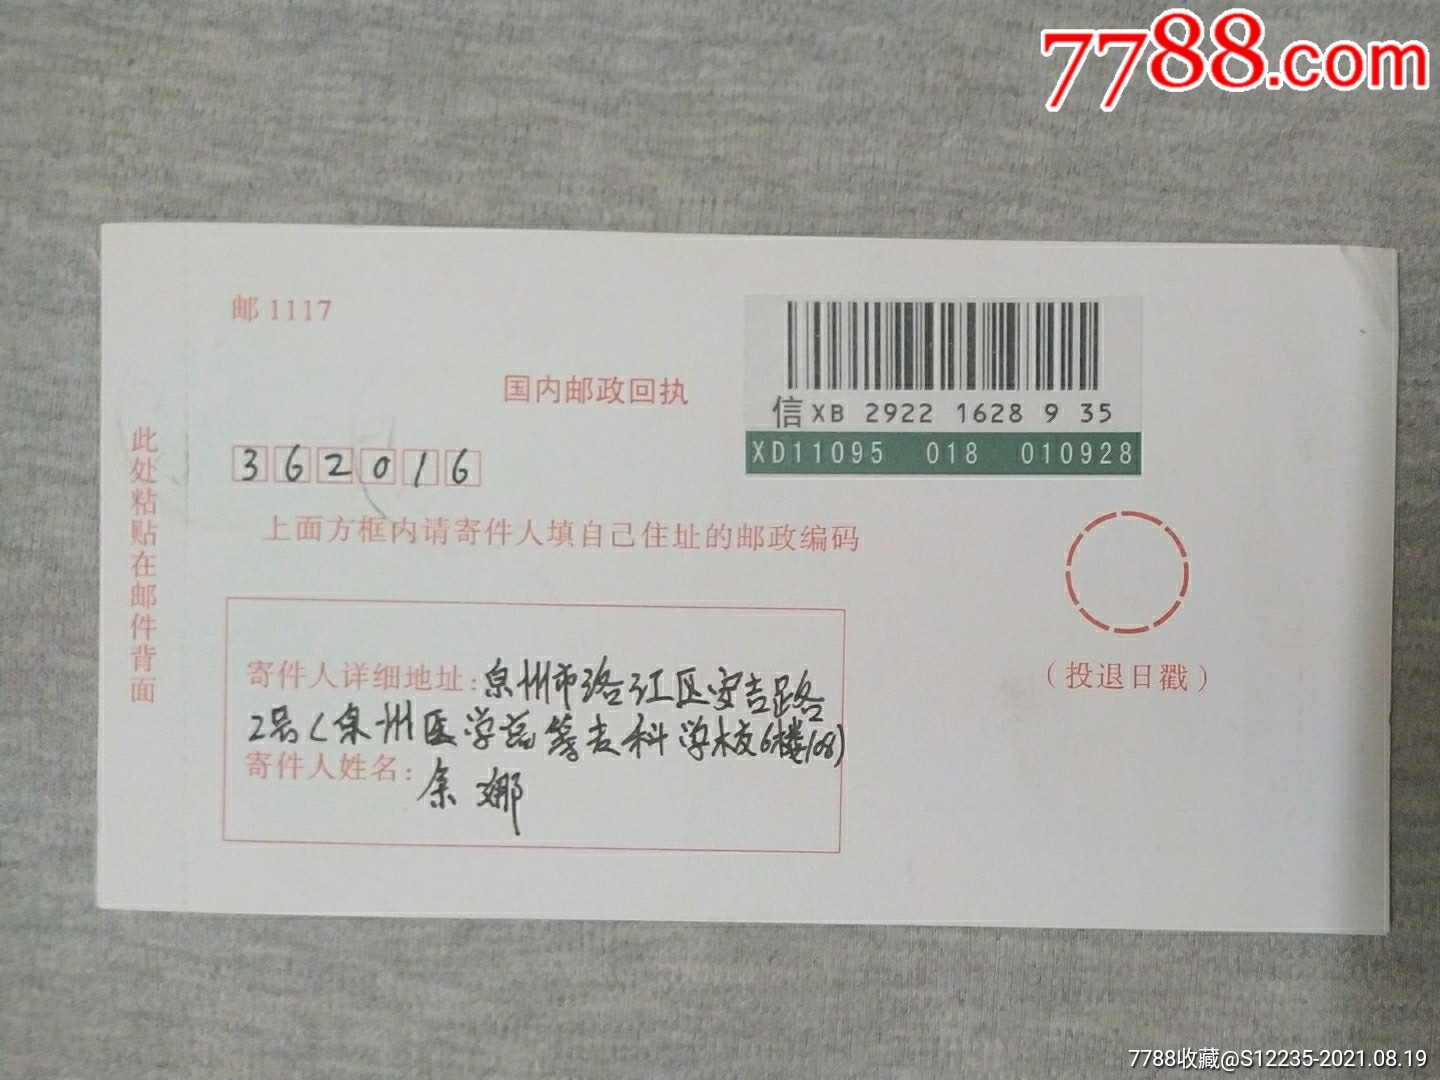 7788.com
邮 1117
信 XB 2922 1628 9 35
国内邮政回执
XD11095 018 010928
362016
此处粘贴在邮件背面
上面方框内请寄件人填自己住址的邮政编码
寄件人详细地址:泉州市洛江区安吉路
2号(泉州医学高等专科学校6楼108)
(投退日戳)
寄件人姓名:余娜
7788收藏@S12235-2021.08.19